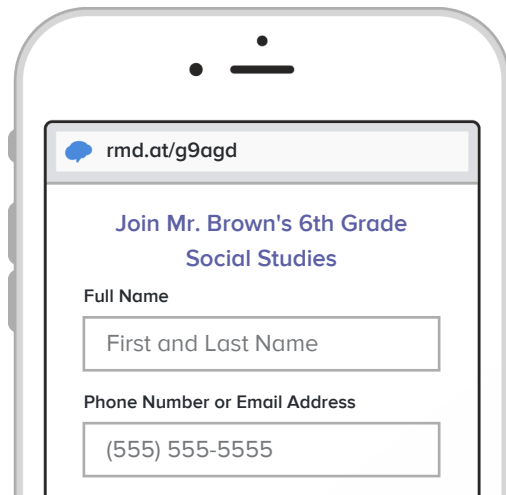 rmd.at/g9agd
Join Mr. Brown's 6th Grade
Social Studies
Full Name
First and Last Name
Phone Number or Email Address
(555) 555-5555